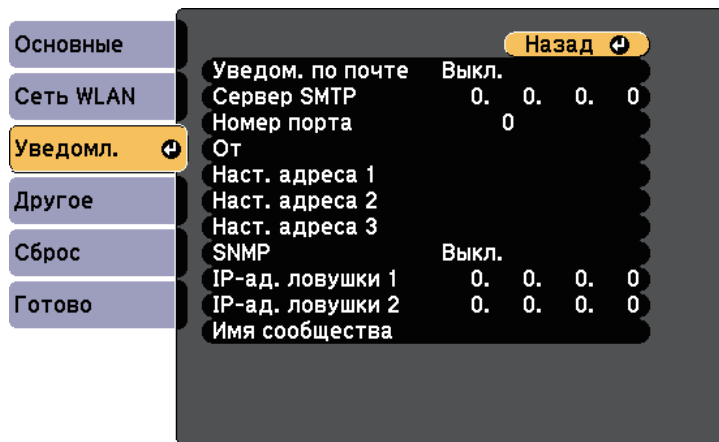 Основные
Сеть WLAN
Уведомл.
Другое
Сброс
Готово
Назад
Уведом. по почте Выкл.
Сервер SMTP 0. 0. 0. 0
Номер порта 0
От
Наст. адреса 1
Наст. адреса 2
Наст. адреса 3
SNMP Выкл.
IP-ад. ловушки 1 0. 0. 0. 0
IP-ад. ловушки 2 0. 0. 0. 0
Имя сообщества